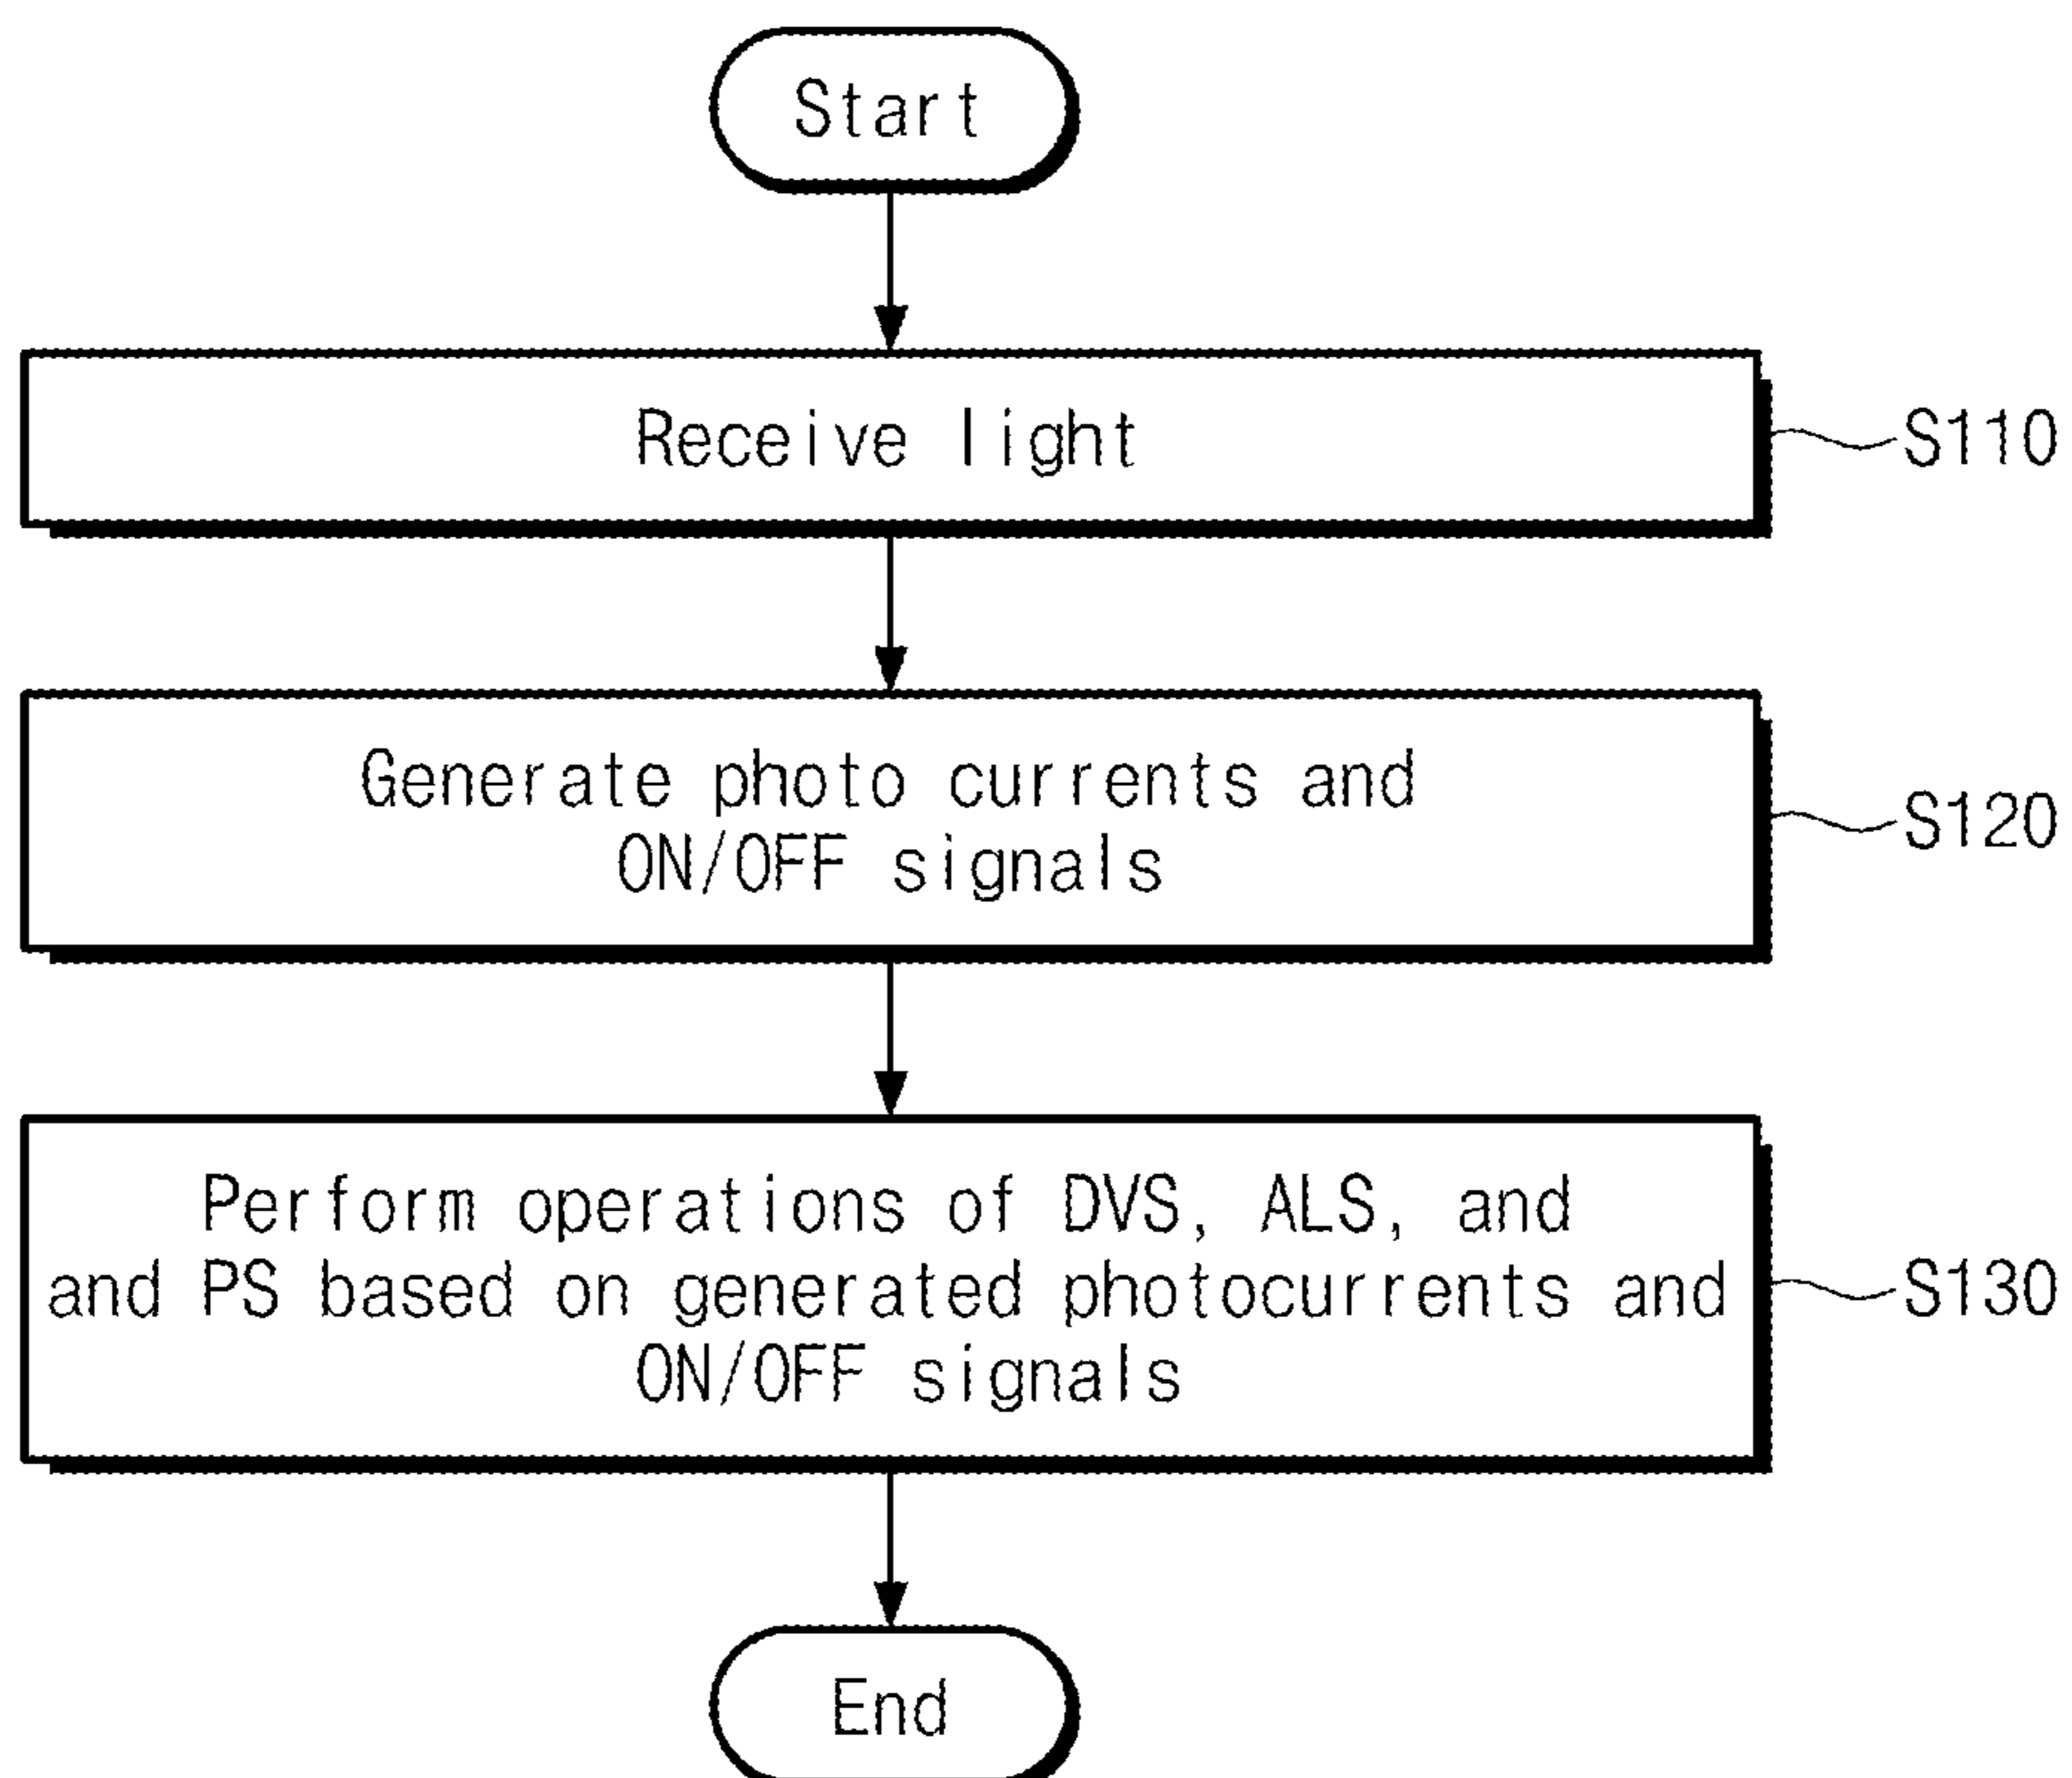 Start
Receive light
S110
Generate photo currents and
ON/OFF signals
S120
Perform operations of DVS, ALS, and
and PS based on generated photocurrents and
ON/OFF signals
S130
End